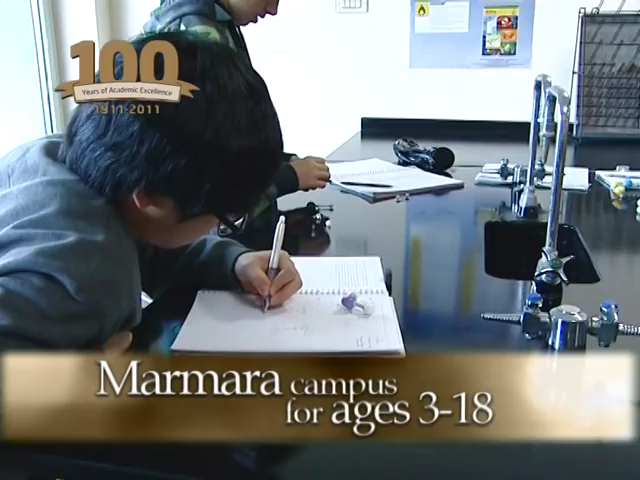 100
Years of Academic Excellence
1911-2011
Marmara campus
for ages 3-18